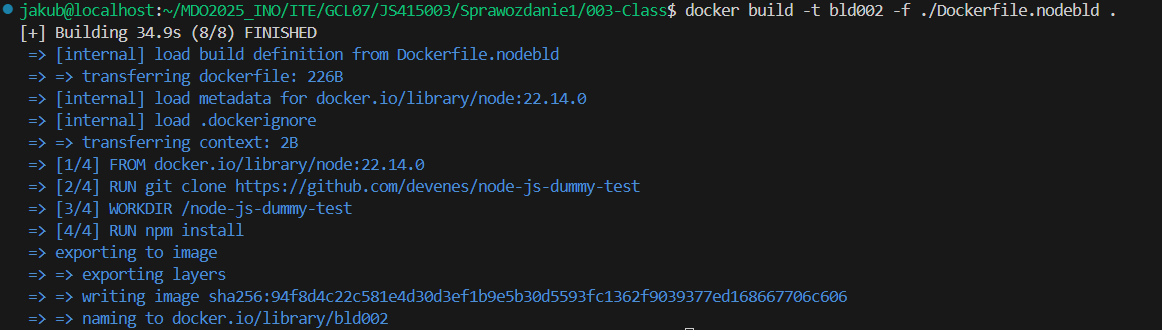 jakub@localhost:~/MDO2025_INO/ITE/GCL07/JS415003/Sprawozdanie1/003-Class$ docker build -t bld002 -f ./Dockerfile.nodebld .
[+] Building 34.9s (8/8) FINISHED
=> [internal] load build definition from Dockerfile.nodebld
=> => transferring dockerfile: 226B
=> [internal] load metadata for docker.io/library/node:22.14.0
=> [internal] load .dockerignore
=> => transferring context: 2B
=> [1/4] FROM docker.io/library/node:22.14.0
=> [2/4] RUN git clone https://github.com/devenes/node-js-dummy-test
=> [3/4] WORKDIR /node-js-dummy-test
=> [4/4] RUN npm install
=> exporting to image
=> => exporting layers
=> => writing image sha256:94f8d4c22c581e4d30d3ef1b9e5b30d5593fc1362f9039377ed168667706c606
=> => naming to docker.io/library/bld002